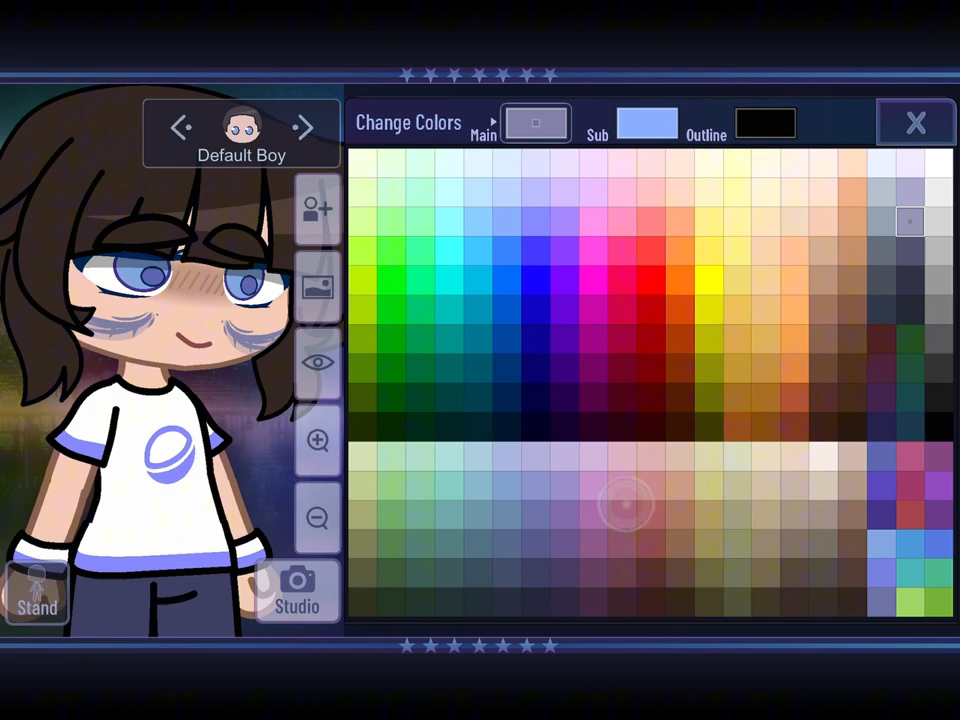 Default Boy
Change Colors
Main
Sub
Outline
X
Stand
Studio